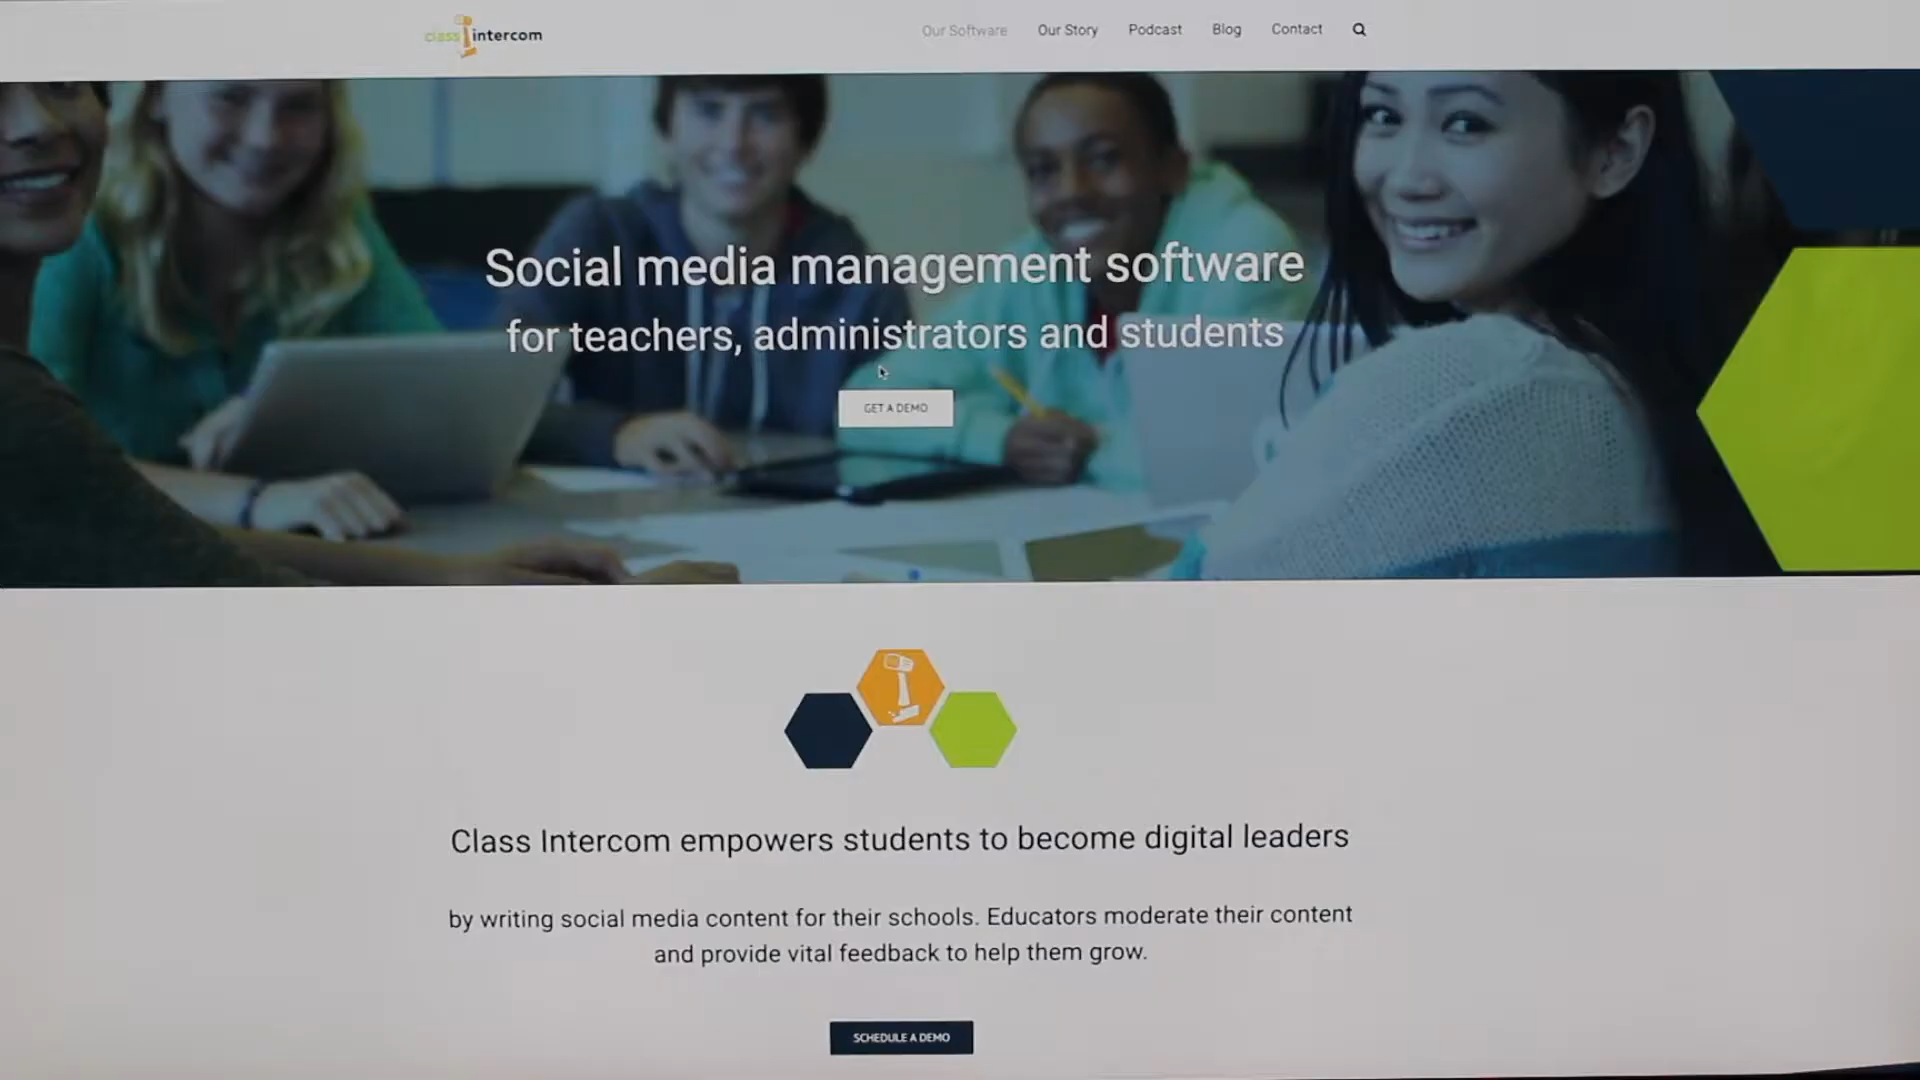 class intercom
Our Software
Our Story
Podcast
Blog
Contact
Social media management software
for teachers, administrators and students
GET A DEMO
Class Intercom empowers students to become digital leaders
by writing social media content for their schools. Educators moderate their content
and provide vital feedback to help them grow.
SCHEDULE A DEMO